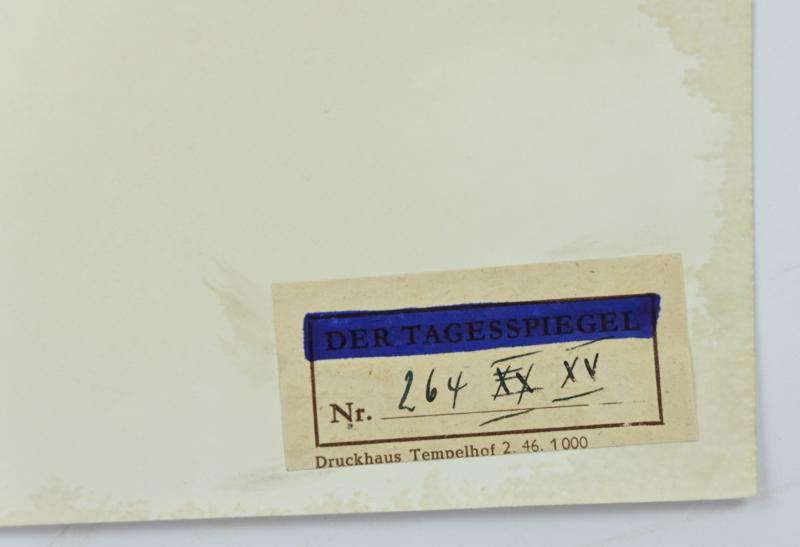 DER TAGESSPIEGEL
Nr. 264 XX XV
Druckhaus Tempelhof 2. 46. 1000